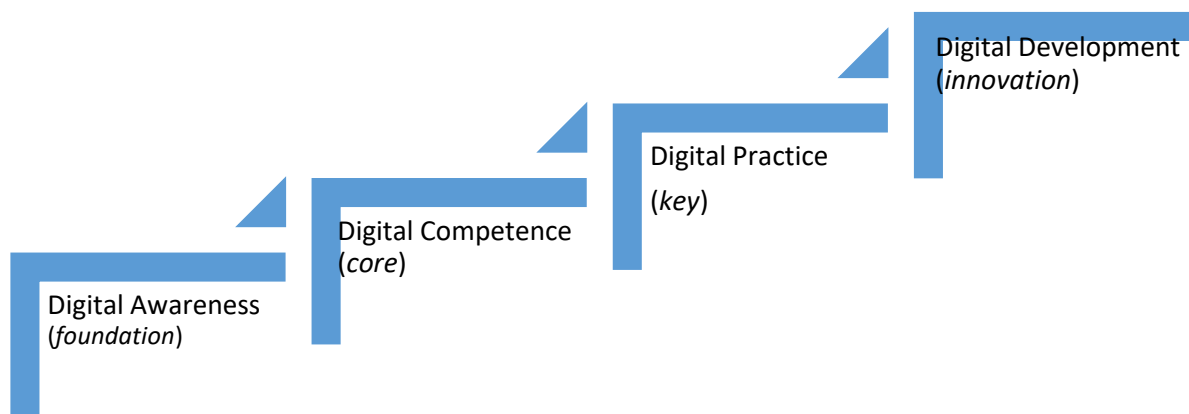 Digital Development
(innovation)
Digital Practice
(key)
Digital Competence
(core)
Digital Awareness
(foundation)